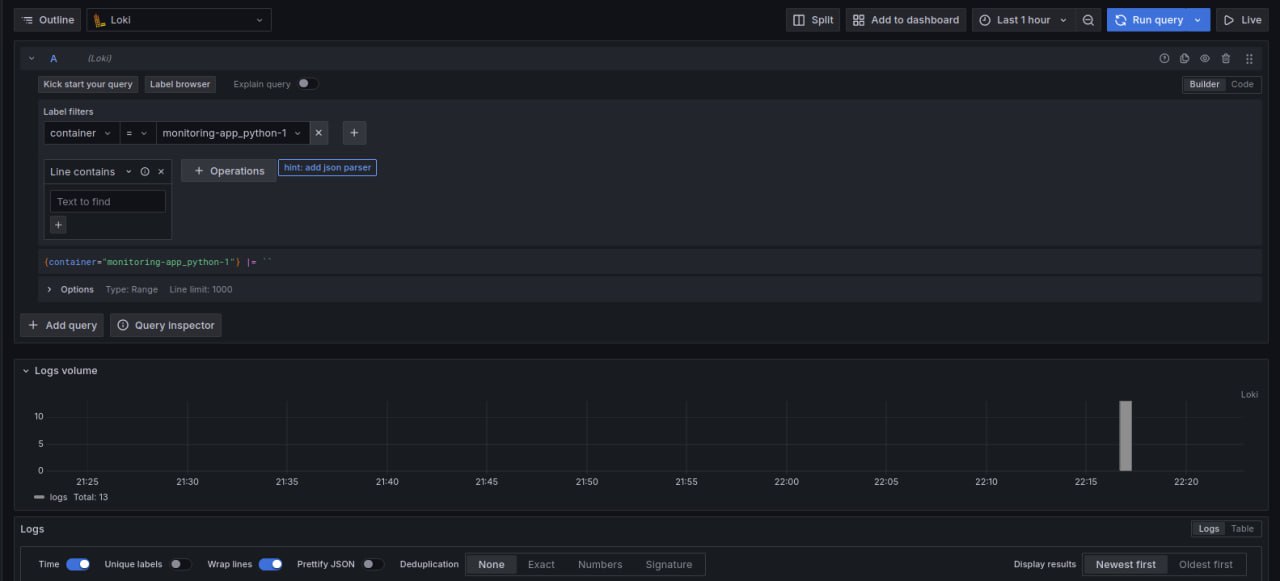 Outline Loki Split Add to dashboard Last 1 hour Run query Live
A (Loki)
Kick start your query Label browser Explain query Builder Code
Label filters
container = monitoring-app_python-1
Line contains + Operations hint: add json parser
Text to find
+
{container="monitoring-app_python-1"} |= ``
Options Type: Range Line limit: 1000
+ Add query Query inspector
Logs volume
Loki
10
5
0
21:25 21:30 21:35 21:40 21:45 21:50 21:55 22:00 22:05 22:10 22:15 22:20
logs Total: 13
Logs Logs Table
Time Unique labels Wrap lines Prettify JSON Deduplication None Exact Numbers Signature Display results Newest first Oldest first